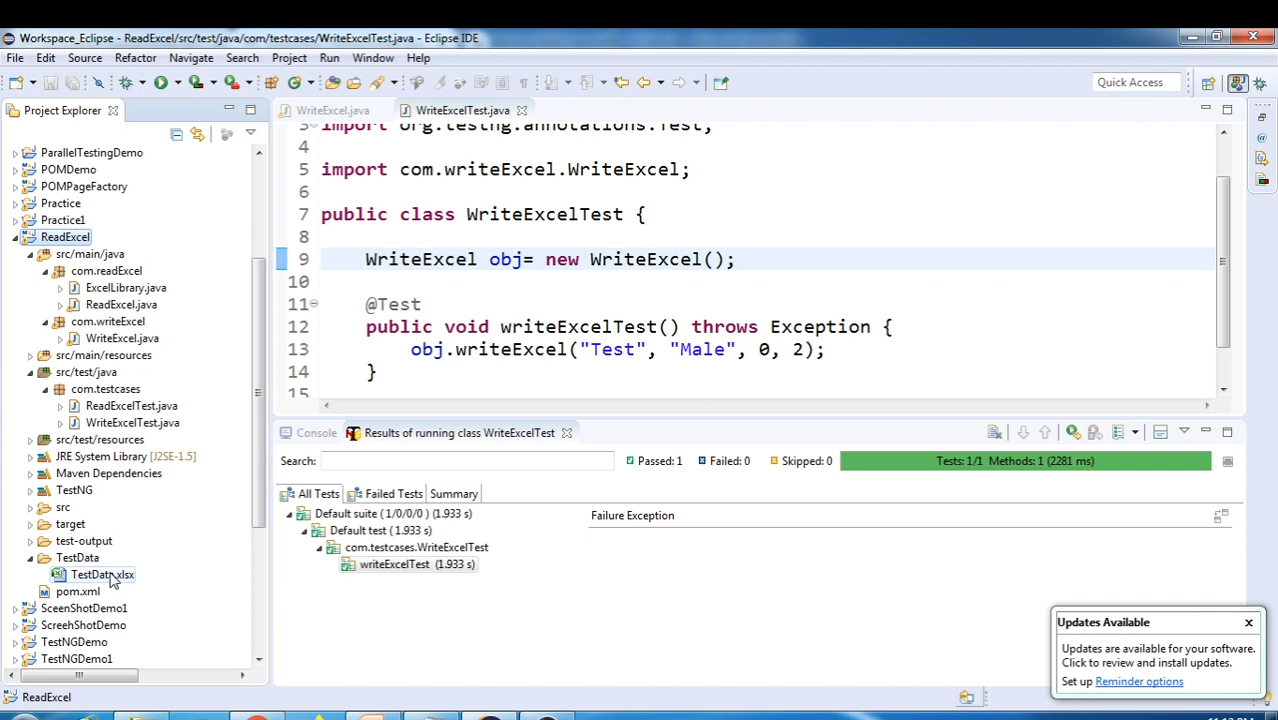 Workspace_Eclipse - ReadExcel/src/test/java/com/testcases/WriteExcelTest.java - Eclipse IDE
File Edit Source Refactor Navigate Search Project Run Window Help
Quick Access
Project Explorer
ParallelTestingDemo
POMDemo
POMPageFactory
Practice
Practice1
ReadExcel
src/main/java
com.readExcel
ExcelLibrary.java
ReadExcel.java
com.writeExcel
WriteExcel.java
src/main/resources
src/test/java
com.testcases
ReadExcelTest.java
WriteExcelTest.java
src/test/resources
JRE System Library [J2SE-1.5]
Maven Dependencies
TestNG
src
target
test-output
TestData
TestData.xlsx
pom.xml
SceenShotDemo1
ScreehShotDemo
TestNGDemo
TestNGDemo1
WriteExcel.java WriteExcelTest.java
3 import org.testng.annotations.Test;
4
5 import com.writeExcel.WriteExcel;
6
7 public class WriteExcelTest {
8
9 WriteExcel obj= new WriteExcel();
10
11 @Test
12 public void writeExcelTest() throws Exception {
13 obj.writeExcel("Test", "Male", 0, 2);
14 }
15
Console Results of running class WriteExcelTest
Search: Passed: 1 Failed: 0 Skipped: 0 Tests: 1/1 Methods: 1 (2281 ms)
All Tests Failed Tests Summary
Default suite ( 1/0/0/0 ) (1.933 s)
Default test ( 1.933 s)
com.testcases.WriteExcelTest
writeExcelTest (1.933 s)
Failure Exception
Updates Available
Updates are available for your software.
Click to review and install updates.
Set up Reminder options
ReadExcel